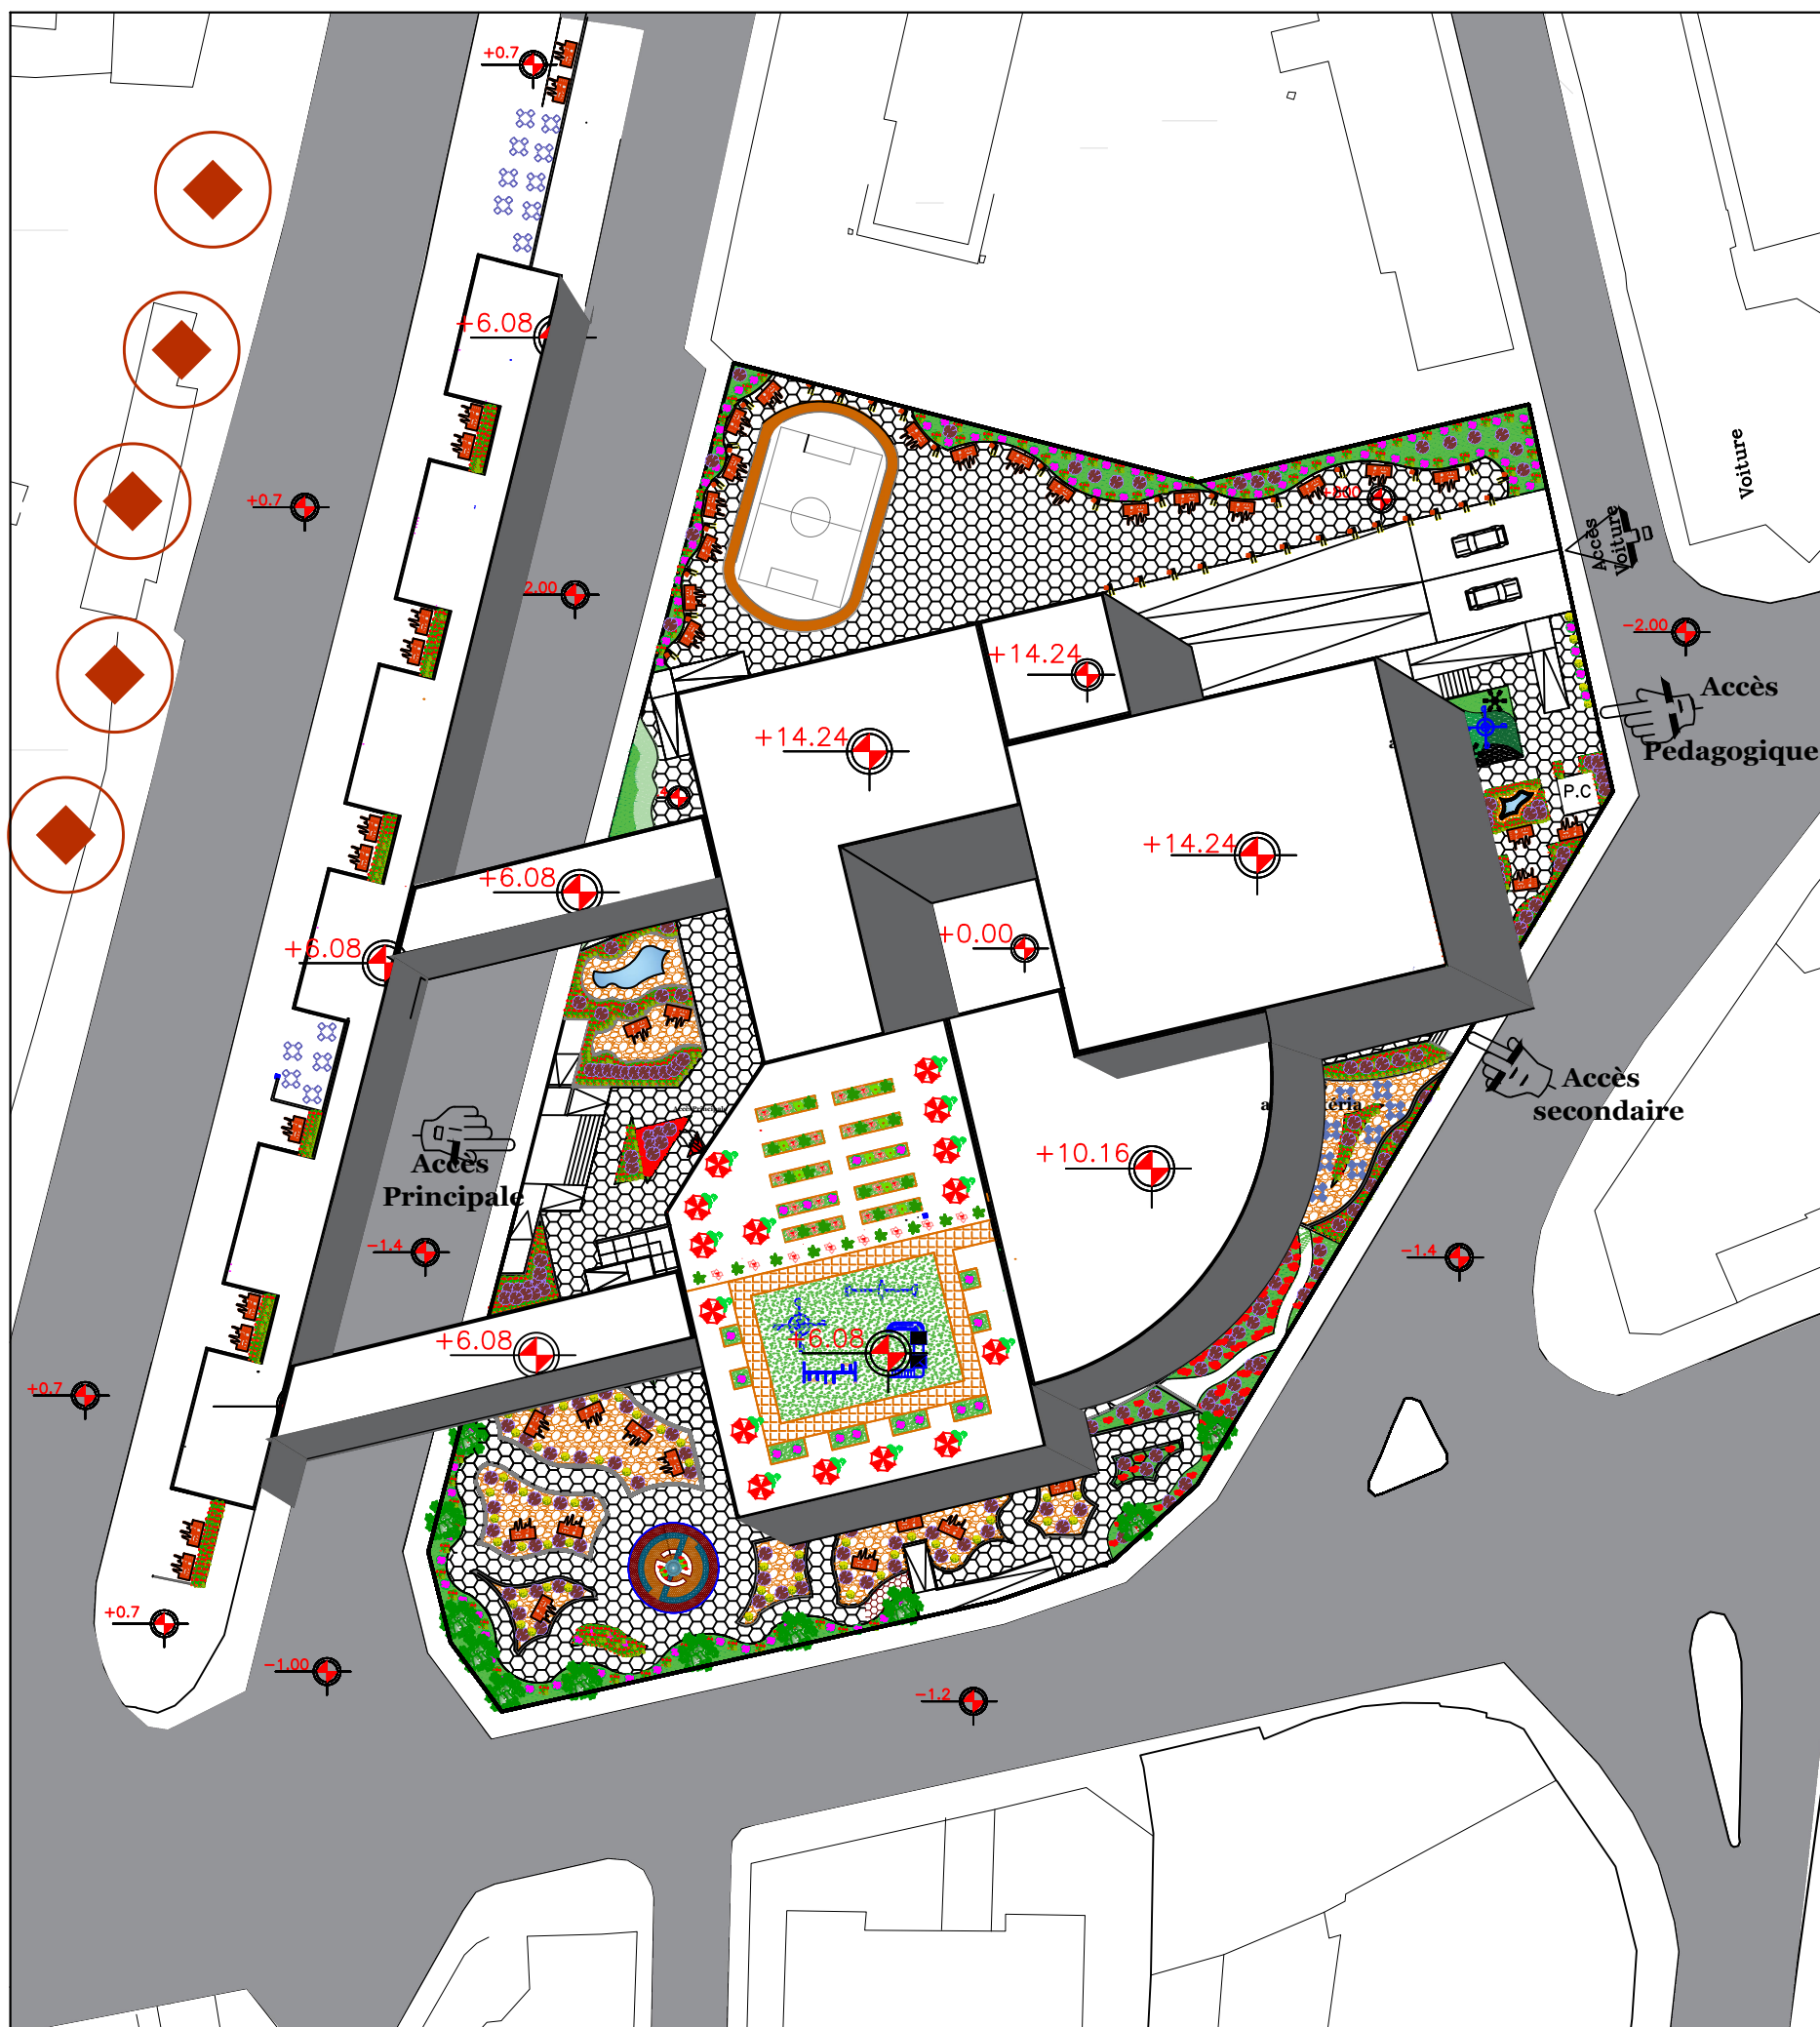 +0.7
+6.08
Voiture
+0.7
+800
Accès
Voiture
2.00
-2.00
+14.24
Accès
+14.24
Pedagogique
P.C
+14.24
+6.08
+0.00
+6.08
Accès
secondaire
AccèsPrincipale
+10.16
Accès
Principale
-1.4
-1.4
+6.08
+6.08
+0.7
+0.7
-1.00
-1.2